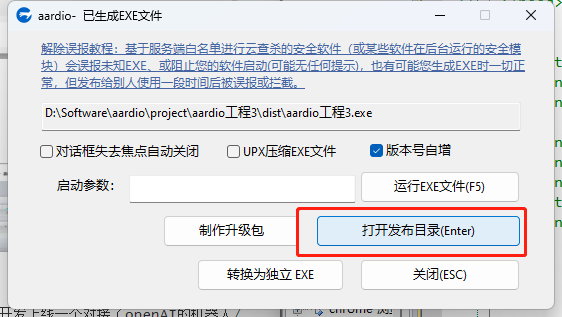 aardio- 已生成EXE文件
解除误报教程：基于服务端白名单进行云查杀的安全软件（或某些软件在后台运行的安全模
块）会误报未知EXE、或阻止您的软件启动(可能无任何提示)，也有可能您生成EXE时一切正
常，但发布给别人使用一段时间后被误报或拦截。
D:\Software\aardio\project\aardio工程3\dist\aardio工程3.exe
对话框失去焦点自动关闭
UPX压缩EXE文件
版本号自增
启动参数：
运行EXE文件(F5)
制作升级包
打开发布目录(Enter)
转换为独立 EXE
关闭(ESC)